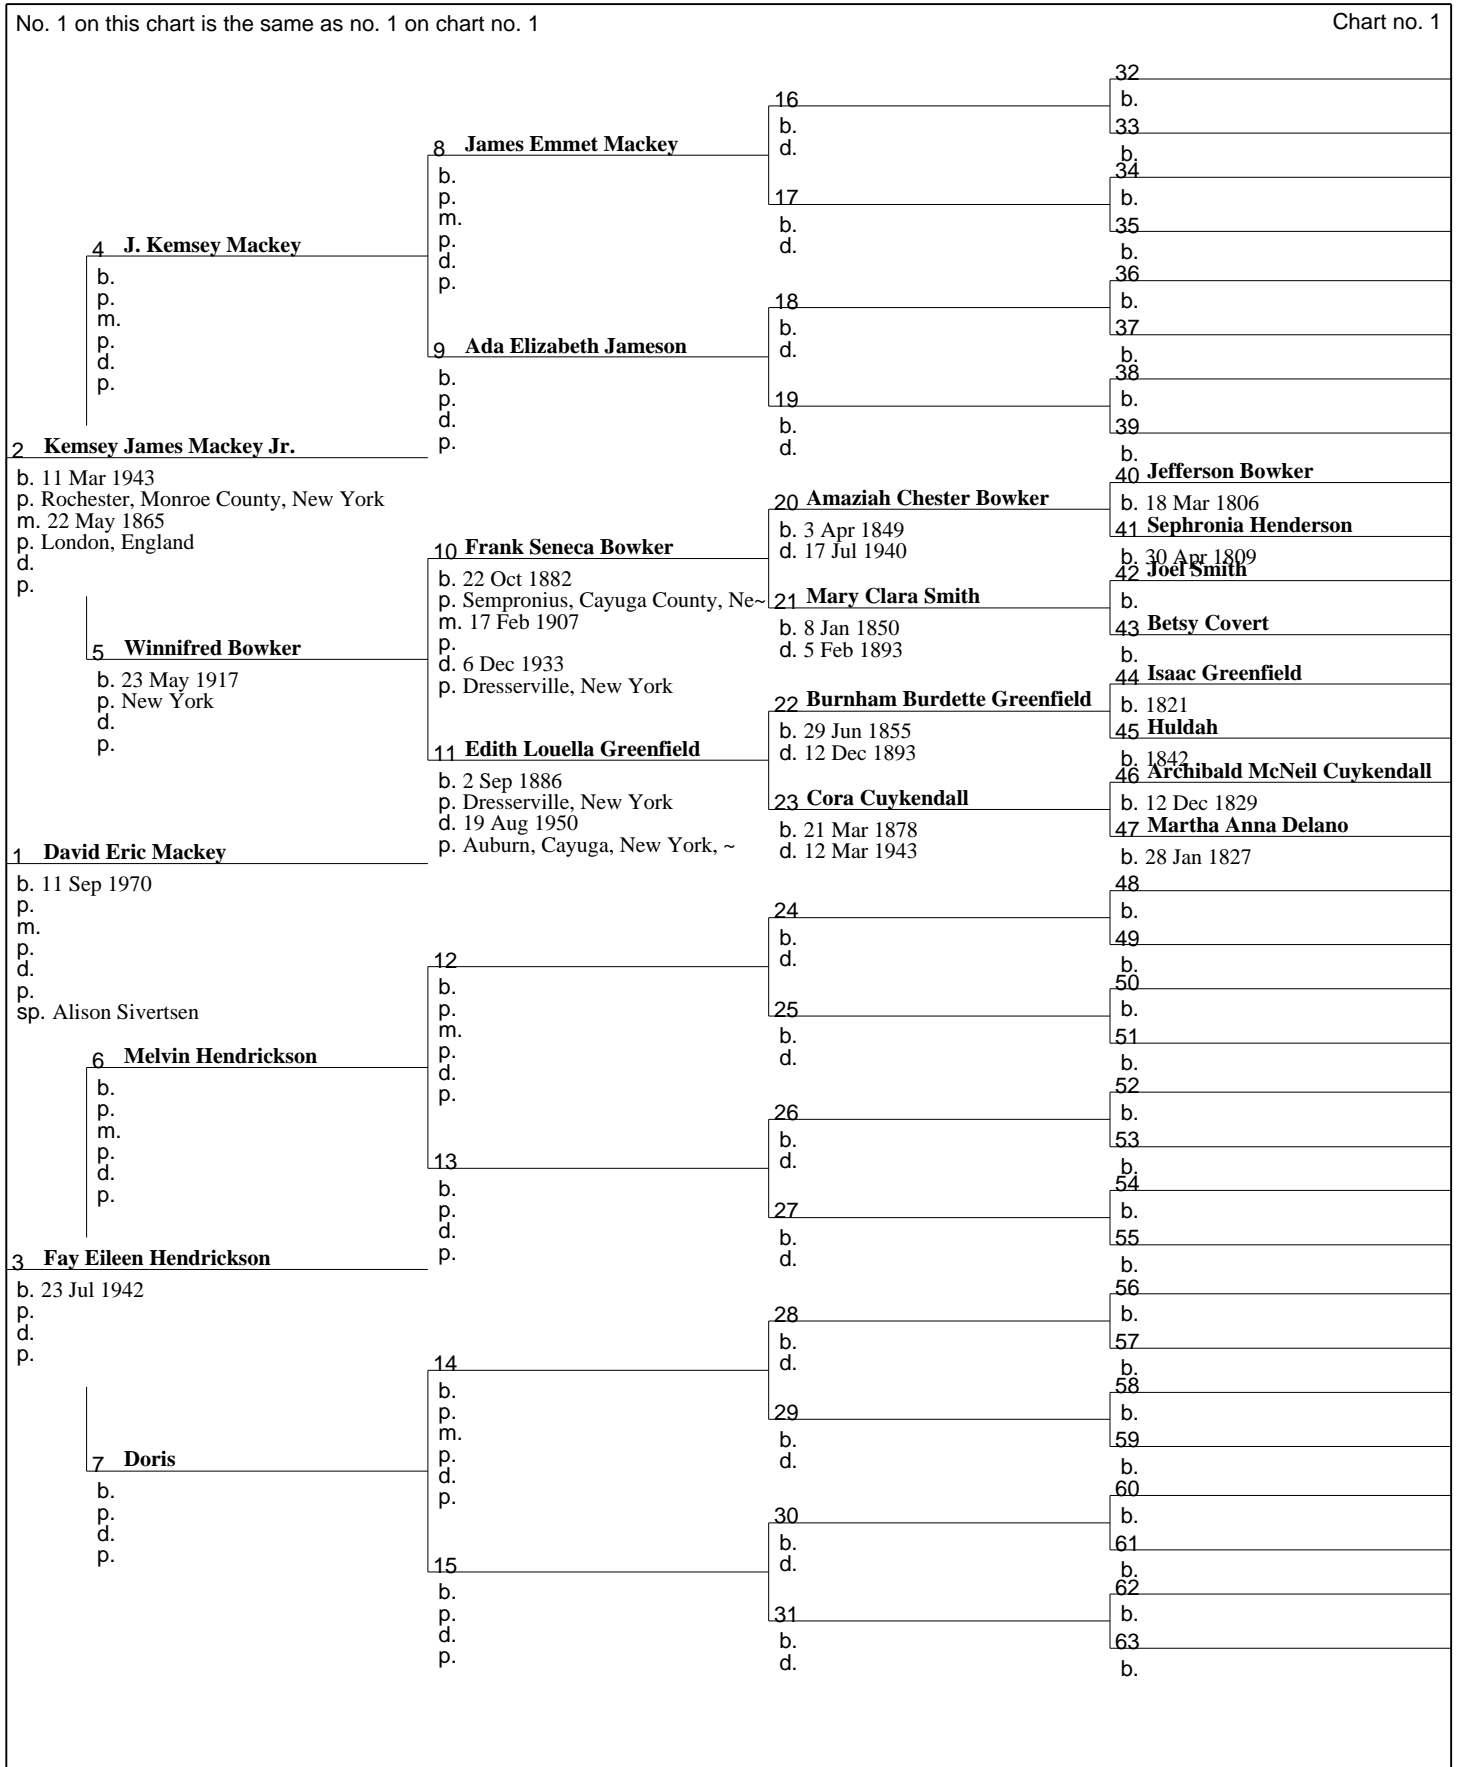 No. 1 on this chart is the same as no. 1 on chart no. 1
Chart no. 1
2 Kemsey James Mackey Jr.
b. 11 Mar 1943
p. Rochester, Monroe County, New York
m. 22 May 1865
p. London, England
d.
p.
1 David Eric Mackey
b. 11 Sep 1970
p.
m.
p.
d.
p.
sp. Alison Sivertsen
3 Fay Eileen Hendrickson
b. 23 Jul 1942
p.
d.
p.
4 J. Kemsey Mackey
b.
p.
m.
p.
d.
p.
5 Winnifred Bowker
b. 23 May 1917
p. New York
d.
p.
6 Melvin Hendrickson
b.
p.
m.
p.
d.
p.
7 Doris
b.
p.
d.
p.
8 James Emmet Mackey
b.
p.
m.
p.
d.
p.
9 Ada Elizabeth Jameson
b.
p.
d.
p.
10 Frank Seneca Bowker
b. 22 Oct 1882
p. Sempronius, Cayuga County, Ne~
m. 17 Feb 1907
p.
d. 6 Dec 1933
p. Dresserville, New York
11 Edith Louella Greenfield
b. 2 Sep 1886
p. Dresserville, New York
d. 19 Aug 1950
p. Auburn, Cayuga, New York, ~
12
b.
p.
m.
p.
d.
p.
13
b.
p.
d.
p.
14
b.
p.
m.
p.
d.
p.
15
b.
p.
d.
p.
16
b.
d.
17
b.
d.
18
b.
d.
19
b.
d.
20 Amaziah Chester Bowker
b. 3 Apr 1849
d. 17 Jul 1940
21 Mary Clara Smith
b. 8 Jan 1850
d. 5 Feb 1893
22 Burnham Burdette Greenfield
b. 29 Jun 1855
d. 12 Dec 1893
23 Cora Cuykendall
b. 21 Mar 1878
d. 12 Mar 1943
24
b.
d.
25
b.
d.
26
b.
d.
27
b.
d.
28
b.
d.
29
b.
d.
30
b.
d.
31
b.
d.
32
b.
33
b.
34
b.
35
b.
36
b.
37
b.
38
b.
39
b.
40 Jefferson Bowker
b. 18 Mar 1806
41 Sephronia Henderson
b. 30 Apr 1809
42 Joel Smith
b.
43 Betsy Covert
b.
44 Isaac Greenfield
b. 1821
45 Huldah
b. 1842
46 Archibald McNeil Cuykendall
b. 12 Dec 1829
47 Martha Anna Delano
b. 28 Jan 1827
48
b.
49
b.
50
b.
51
b.
52
b.
53
b.
54
b.
55
b.
56
b.
57
b.
58
b.
59
b.
60
b.
61
b.
62
b.
63
b.